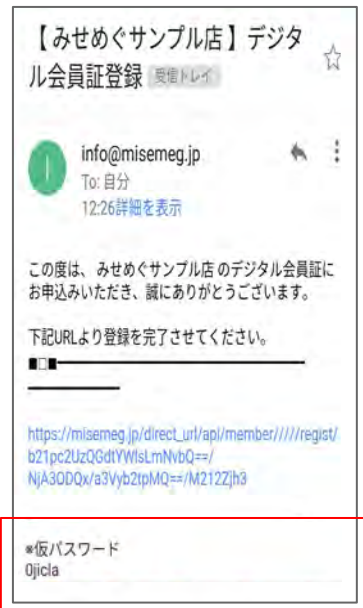 【 みせめぐサンプル店 】 デジタ
ル会員証登録 受信トレイ
I
info@misemeg.jp
To: 自分
12:26詳細を表示
この度は、 みせめぐサンプル店 のデジタル会員証に
お申込みいただき、誠にありがとうございます。
下記URLより登録を完了させてください。
■□■━━━━━━━━━━━━━━━━
━━━━━━
https://misemeg.jp/direct_url/api/member/////regist/
b21pc2UzQGdtYWlsLmNvbQ==/
NjA3ODQx/a3Vyb2tpMQ==/M212Zjh3
※仮パスワード
0jicla